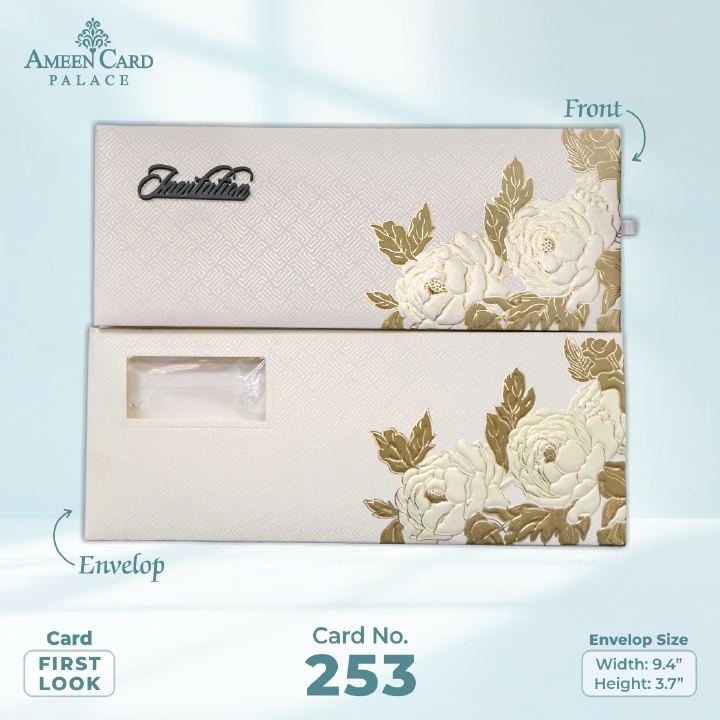 AMEEN CARD
PALACE
Front
Invitation
Envelop
Card
FIRST
LOOK
Card No.
253
Envelop Size
Width: 9.4”
Height: 3.7”